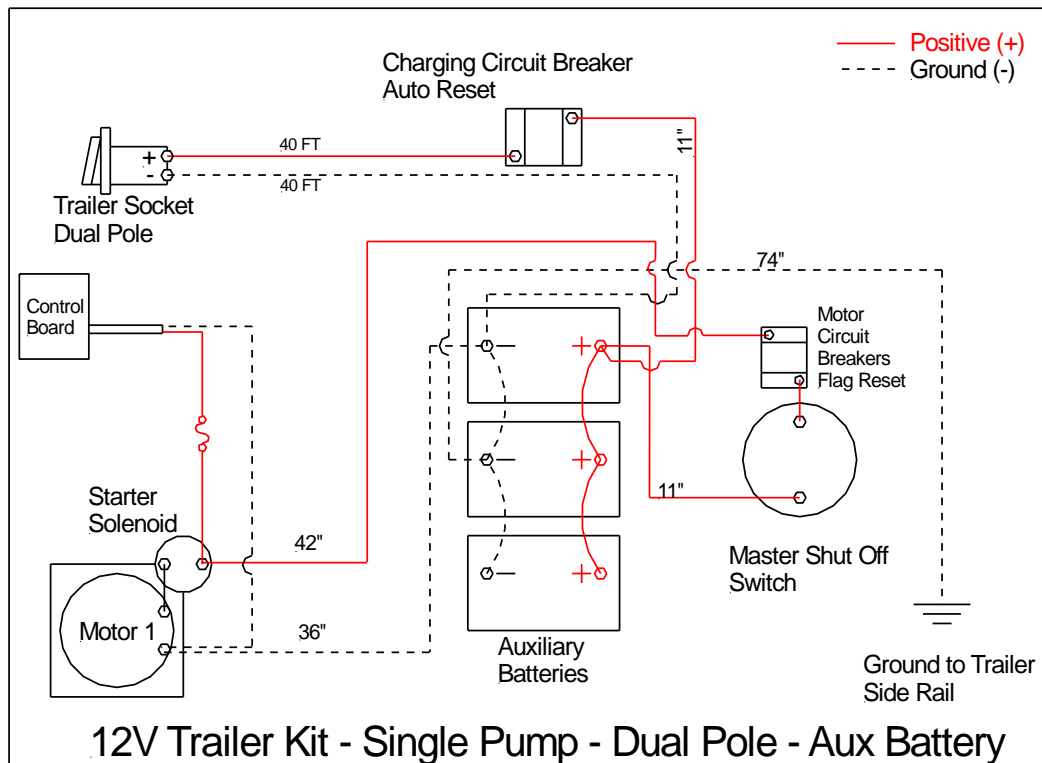 Charging Circuit Breaker
Auto Reset
Positive (+)
Ground (-)
40 FT
11"
+
-
40 FT
Trailer Socket
Dual Pole
74"
Control
Board
Motor
Circuit
Breakers
Flag Reset
— +
— +
11"
Starter
Solenoid
42"
Master Shut Off
Switch
— +
Motor 1
36"
Auxiliary
Batteries
Ground to Trailer
Side Rail
12V Trailer Kit - Single Pump - Dual Pole - Aux Battery